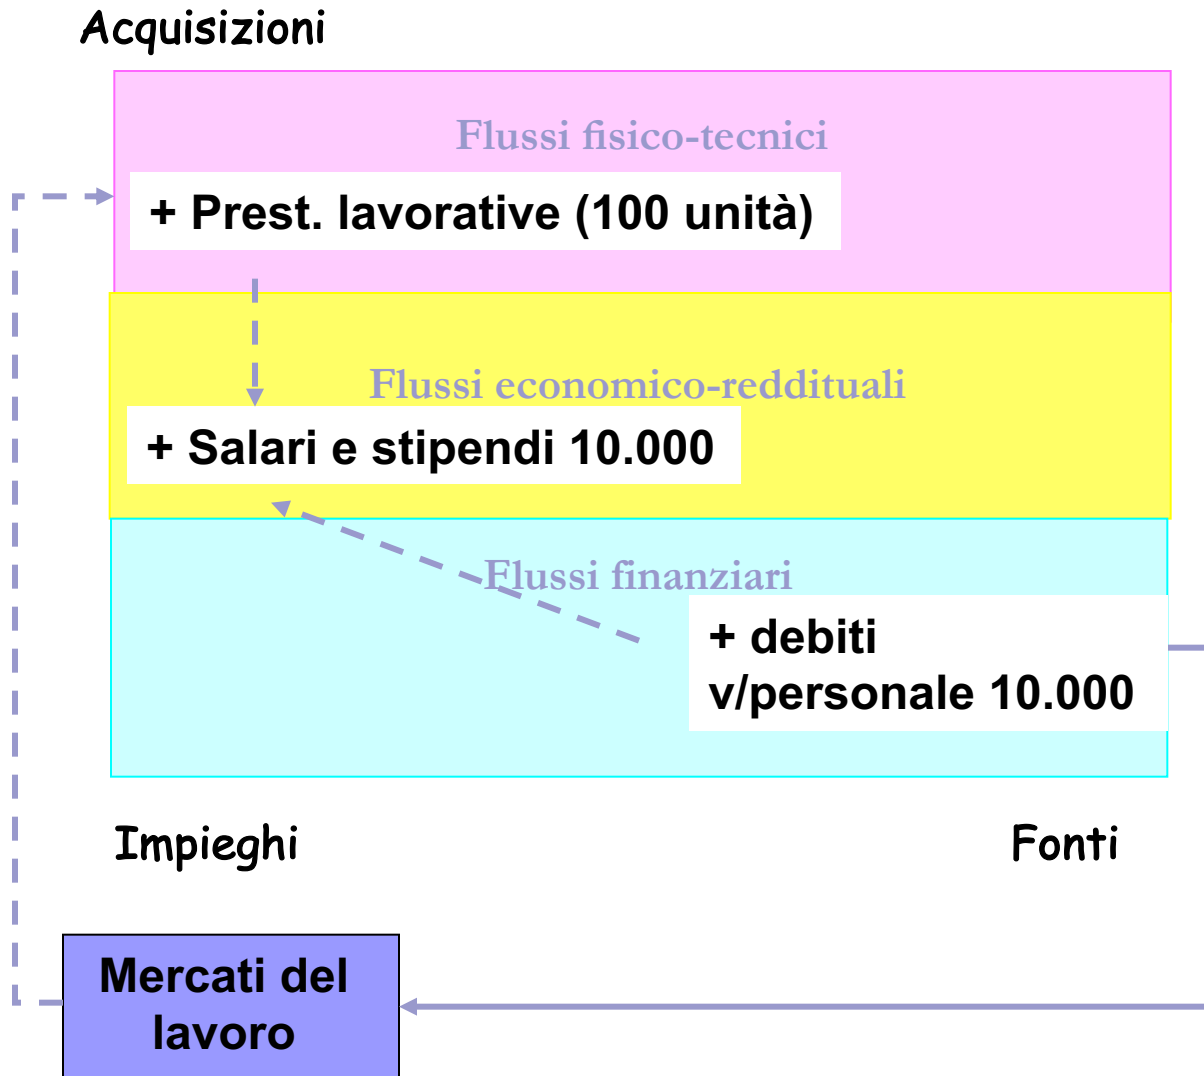 Acquisizioni
Flussi fisico-tecnici
+ Prest. lavorative (100 unità)
Flussi economico-reddituali
+ Salari e stipendi 10.000
Flussi finanziari
+ debiti
v/personale 10.000
Impieghi
Fonti
Mercati del
lavoro